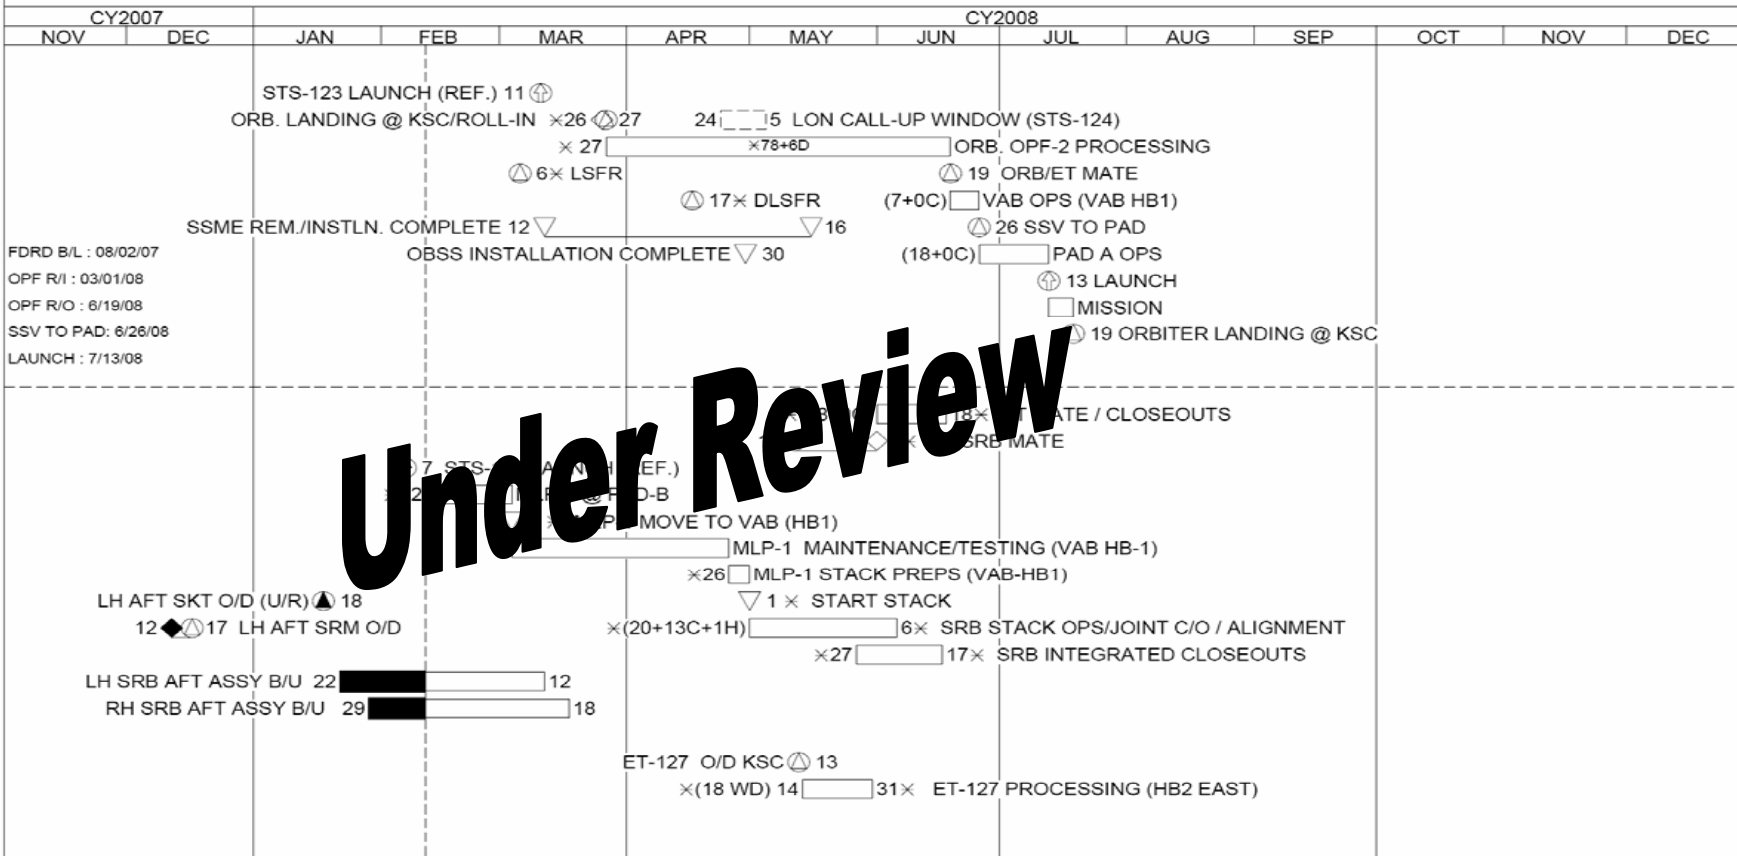 CY2007 CY2008
NOV DEC JAN FEB MAR APR MAY JUN JUL AUG SEP OCT NOV DEC
STS-123 LAUNCH (REF.) 11
ORB. LANDING @ KSC/ROLL-IN ×26 27 24 5 LON CALL-UP WINDOW (STS-124)
× 27 ×78+6D ORB. OPF-2 PROCESSING
6× LSFR 19 ORB/ET MATE
17× DLSFR (7+0C) VAB OPS (VAB HB1)
SSME REM./INSTLN. COMPLETE 12 16 26 SSV TO PAD
FDRD B/L : 08/02/07 OBSS INSTALLATION COMPLETE 30 (18+0C) PAD A OPS
OPF R/I : 03/01/08 13 LAUNCH
OPF R/O : 6/19/08 MISSION
SSV TO PAD: 6/26/08 19 ORBITER LANDING @ KSC
LAUNCH : 7/13/08
Under Review
18× / CLOSEOUTS
SRB MATE
7 STS-
MOVE TO VAB (HB1)
MLP-1 MAINTENANCE/TESTING (VAB HB-1)
×26 MLP-1 STACK PREPS (VAB-HB1)
LH AFT SKT O/D (U/R) 18 1 × START STACK
12 17 LH AFT SRM O/D ×(20+13C+1H) 6× SRB STACK OPS/JOINT C/O / ALIGNMENT
×27 17× SRB INTEGRATED CLOSEOUTS
LH SRB AFT ASSY B/U 22 12
RH SRB AFT ASSY B/U 29 18
ET-127 O/D KSC 13
×(18 WD) 14 31× ET-127 PROCESSING (HB2 EAST)